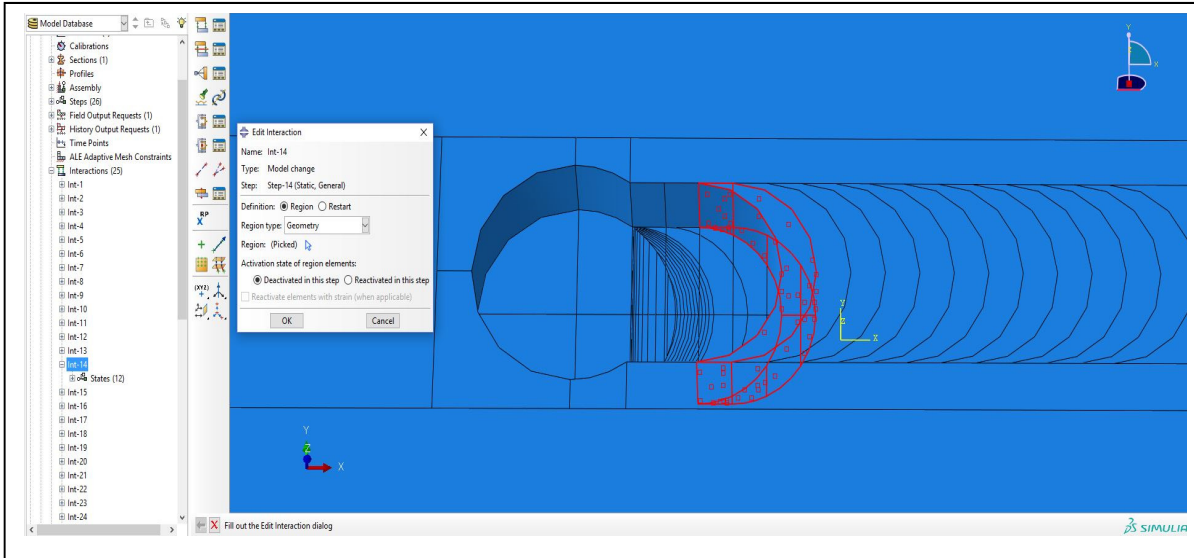 Model Database
Calibrations
Sections (1)
Profiles
Assembly
Steps (26)
Field Output Requests (1)
History Output Requests (1)
Time Points
ALE Adaptive Mesh Constraints
Interactions (25)
Int-1
Int-2
Int-3
Int-4
Int-5
Int-6
Int-7
Int-8
Int-9
Int-10
Int-11
Int-12
Int-13
Int-14
States (12)
Int-15
Int-16
Int-17
Int-18
Int-19
Int-20
Int-21
Int-22
Int-23
Int-24
RP
(XYZ)
Edit Interaction
X
Name: Int-14
Type: Model change
Step: Step-14 (Static, General)
Definition: Region Restart
Region type: Geometry
Region: (Picked)
Activation state of region elements:
Deactivated in this step Reactivated in this step
Reactivate elements with strain (when applicable)
OK Cancel
Y
X
Y
Z
X
Y
Z
X
Fill out the Edit Interaction dialog
SIMULIA